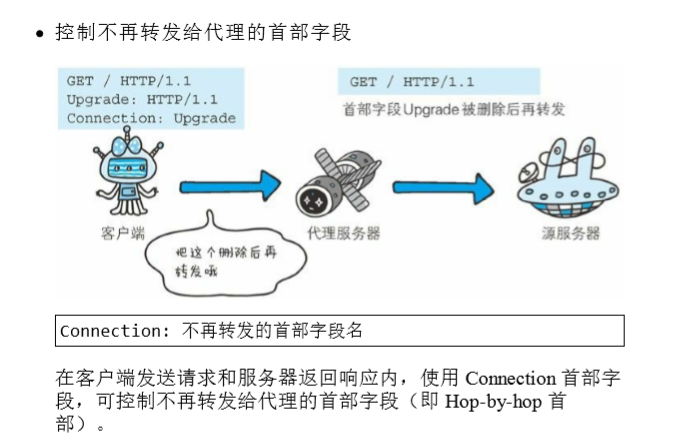 • 控制不再转发给代理的首部字段
GET / HTTP/1.1
Upgrade: HTTP/1.1
Connection: Upgrade
GET / HTTP/1.1
首部字段Upgrade被删除后再转发
客户端
代理服务器
源服务器
把这个删除后再
转发哦
Connection: 不再转发的首部字段名
在客户端发送请求和服务器返回响应内，使用 Connection 首部字
段，可控制不再转发给代理的首部字段（即 Hop-by-hop 首
部）。